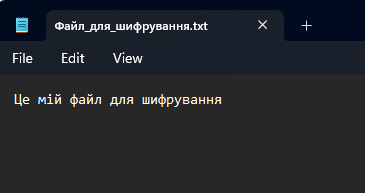 Файл_для_шифрування.txt
File Edit View
Це мій файл для шифрування